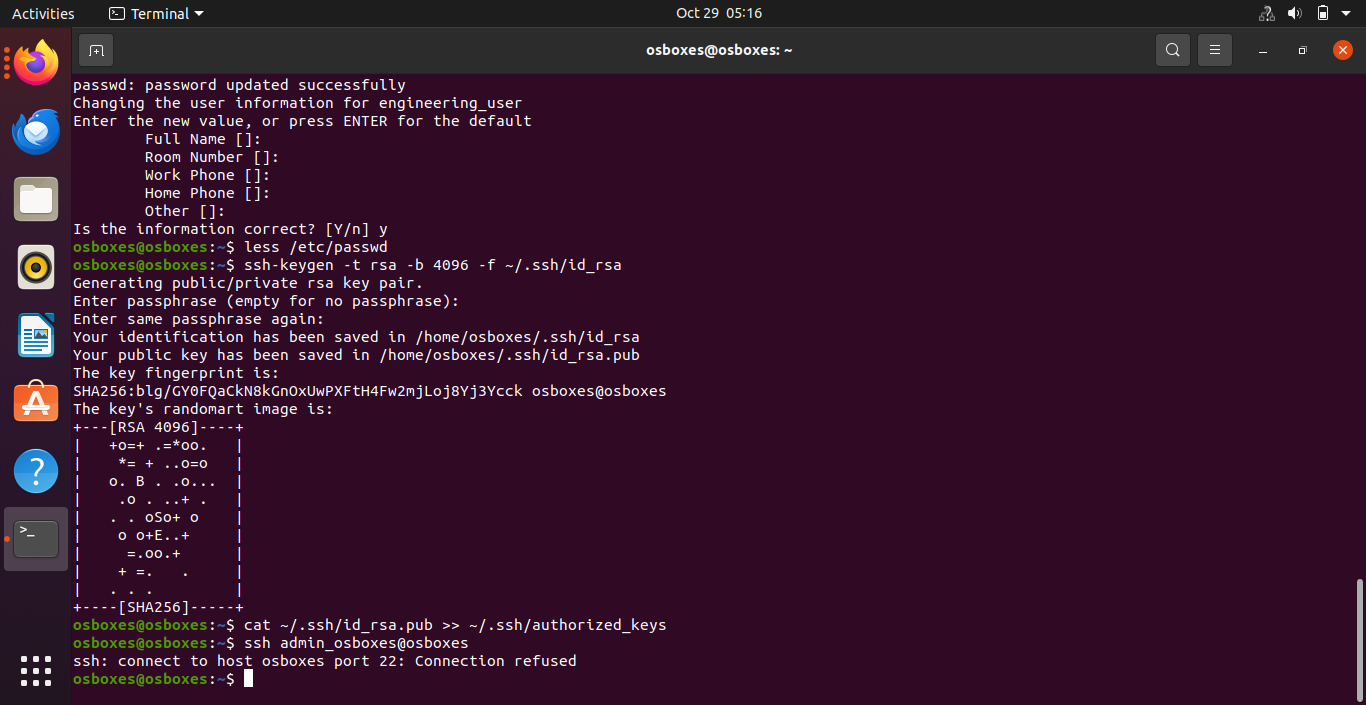 Activities
Terminal
Oct 29 05:16
osboxes@osboxes: ~
passwd: password updated successfully
Changing the user information for engineering_user
Enter the new value, or press ENTER for the default
        Full Name []:
        Room Number []:
        Work Phone []:
        Home Phone []:
        Other []:
Is the information correct? [Y/n] y
osboxes@osboxes:~$ less /etc/passwd
osboxes@osboxes:~$ ssh-keygen -t rsa -b 4096 -f ~/.ssh/id_rsa
Generating public/private rsa key pair.
Enter passphrase (empty for no passphrase):
Enter same passphrase again:
Your identification has been saved in /home/osboxes/.ssh/id_rsa
Your public key has been saved in /home/osboxes/.ssh/id_rsa.pub
The key fingerprint is:
SHA256:blg/GY0FQaCkN8kGnOxUwPXFtH4Fw2mjLoj8Yj3Ycck osboxes@osboxes
The key's randomart image is:
+---[RSA 4096]----+
|   +o=+ .=*oo.   |
|    *= + ..o=o   |
|   o. B . .o...  |
|    .o . ..+ .   |
|   . . oSo+ o    |
|    o o+E..+     |
|     =.oo.+      |
|    + =.   .     |
|   . . .         |
+----[SHA256]-----+
osboxes@osboxes:~$ cat ~/.ssh/id_rsa.pub >> ~/.ssh/authorized_keys
osboxes@osboxes:~$ ssh admin_osboxes@osboxes
ssh: connect to host osboxes port 22: Connection refused
osboxes@osboxes:~$